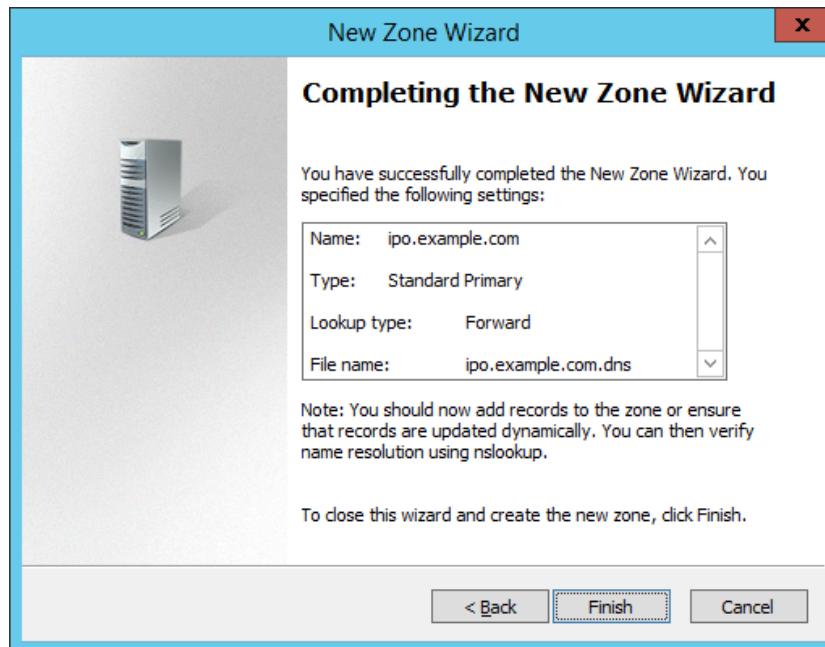 New Zone Wizard
x
Completing the New Zone Wizard
You have successfully completed the New Zone Wizard. You
specified the following settings:
Name: ipo.example.com
Type: Standard Primary
Lookup type: Forward
File name: ipo.example.com.dns
Note: You should now add records to the zone or ensure
that records are updated dynamically. You can then verify
name resolution using nslookup.
To close this wizard and create the new zone, click Finish.
< Back Finish Cancel